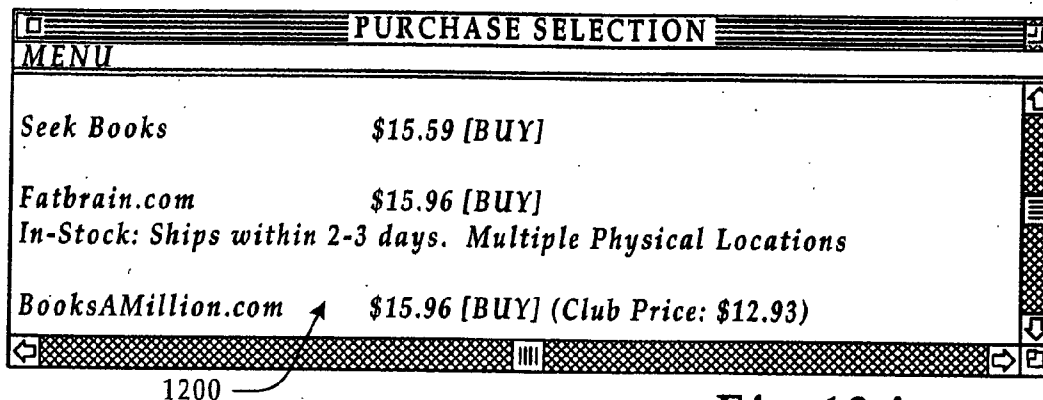 PURCHASE SELECTION
MENU
Seek Books $15.59 [BUY]
Fatbrain.com $15.96 [BUY]
In-Stock: Ships within 2-3 days. Multiple Physical Locations
BooksAMillion.com $15.96 [BUY] (Club Price: $12.93)
1200